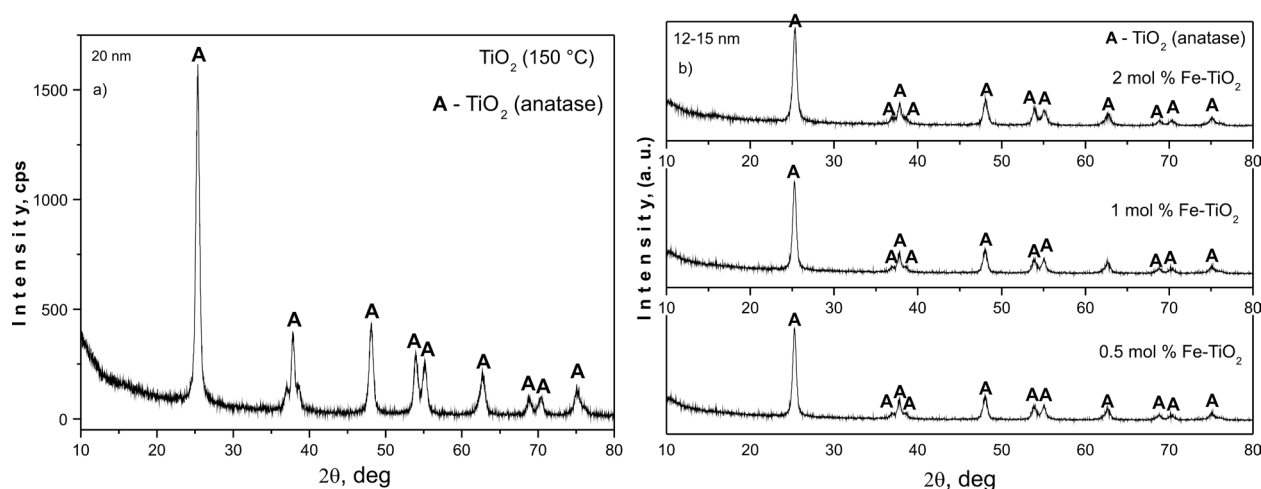 20 nm
a)
TiO2 (150 °C)
A - TiO2 (anatase)
A
A
A
A
A
A
A
A
A
Intensity, cps
1500
1000
500
0
10 20 30 40 50 60 70 80
2θ, deg
12-15 nm
b)
A - TiO2 (anatase)
2 mol % Fe-TiO2
A
A A A
A
A A
A
A A
A
10 20 30 40 50 60 70 80
Intensity, (a. u.)
1 mol % Fe-TiO2
A
A A A
A
A A
A A
A
10 20 30 40 50 60 70 80
0.5 mol % Fe-TiO2
A
A A A
A
A A
A
A A
A
10 20 30 40 50 60 70 80
2θ, deg